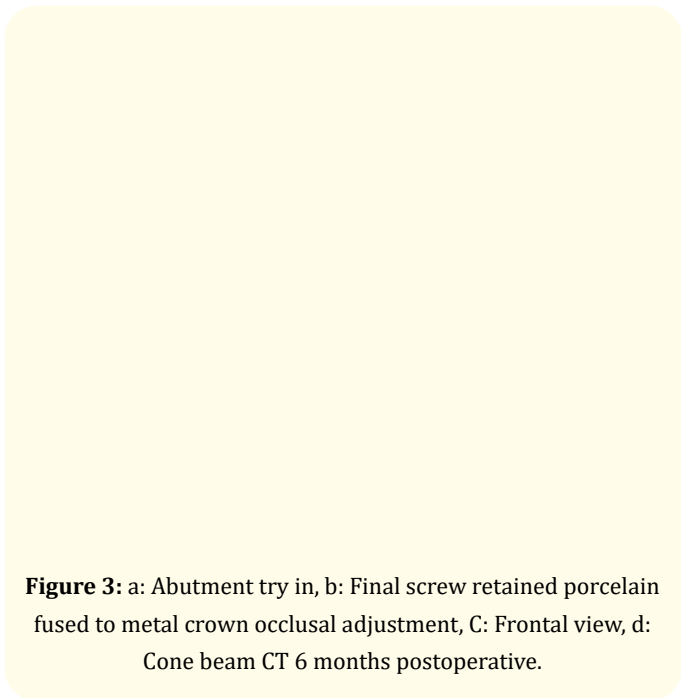 Figure 3: a: Abutment try in, b: Final screw retained porcelain
fused to metal crown occlusal adjustment, C: Frontal view, d:
Cone beam CT 6 months postoperative.